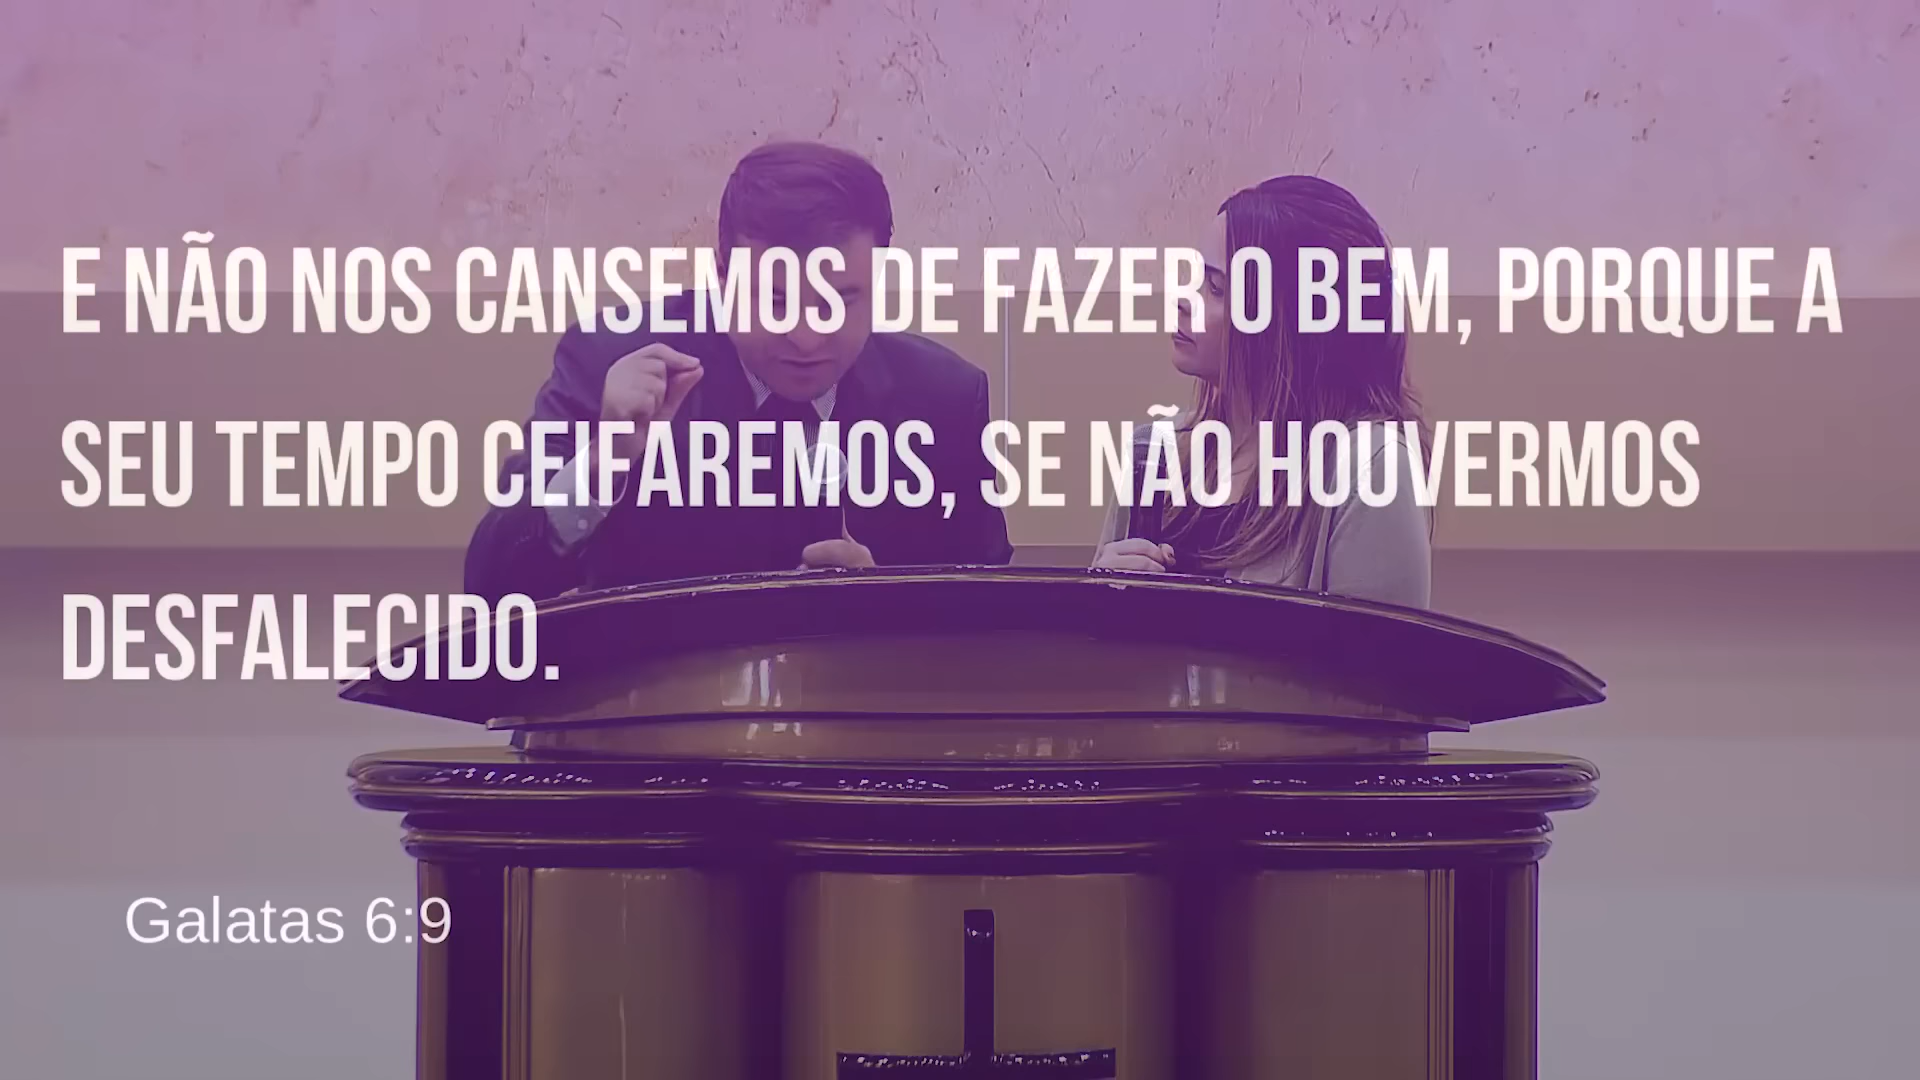 E NÃO NOS CANSEMOS DE FAZER O BEM, PORQUE A
SEU TEMPO CEIFAREMOS, SE NÃO HOUVERMOS
DESFALECIDO.
Galatas 6:9